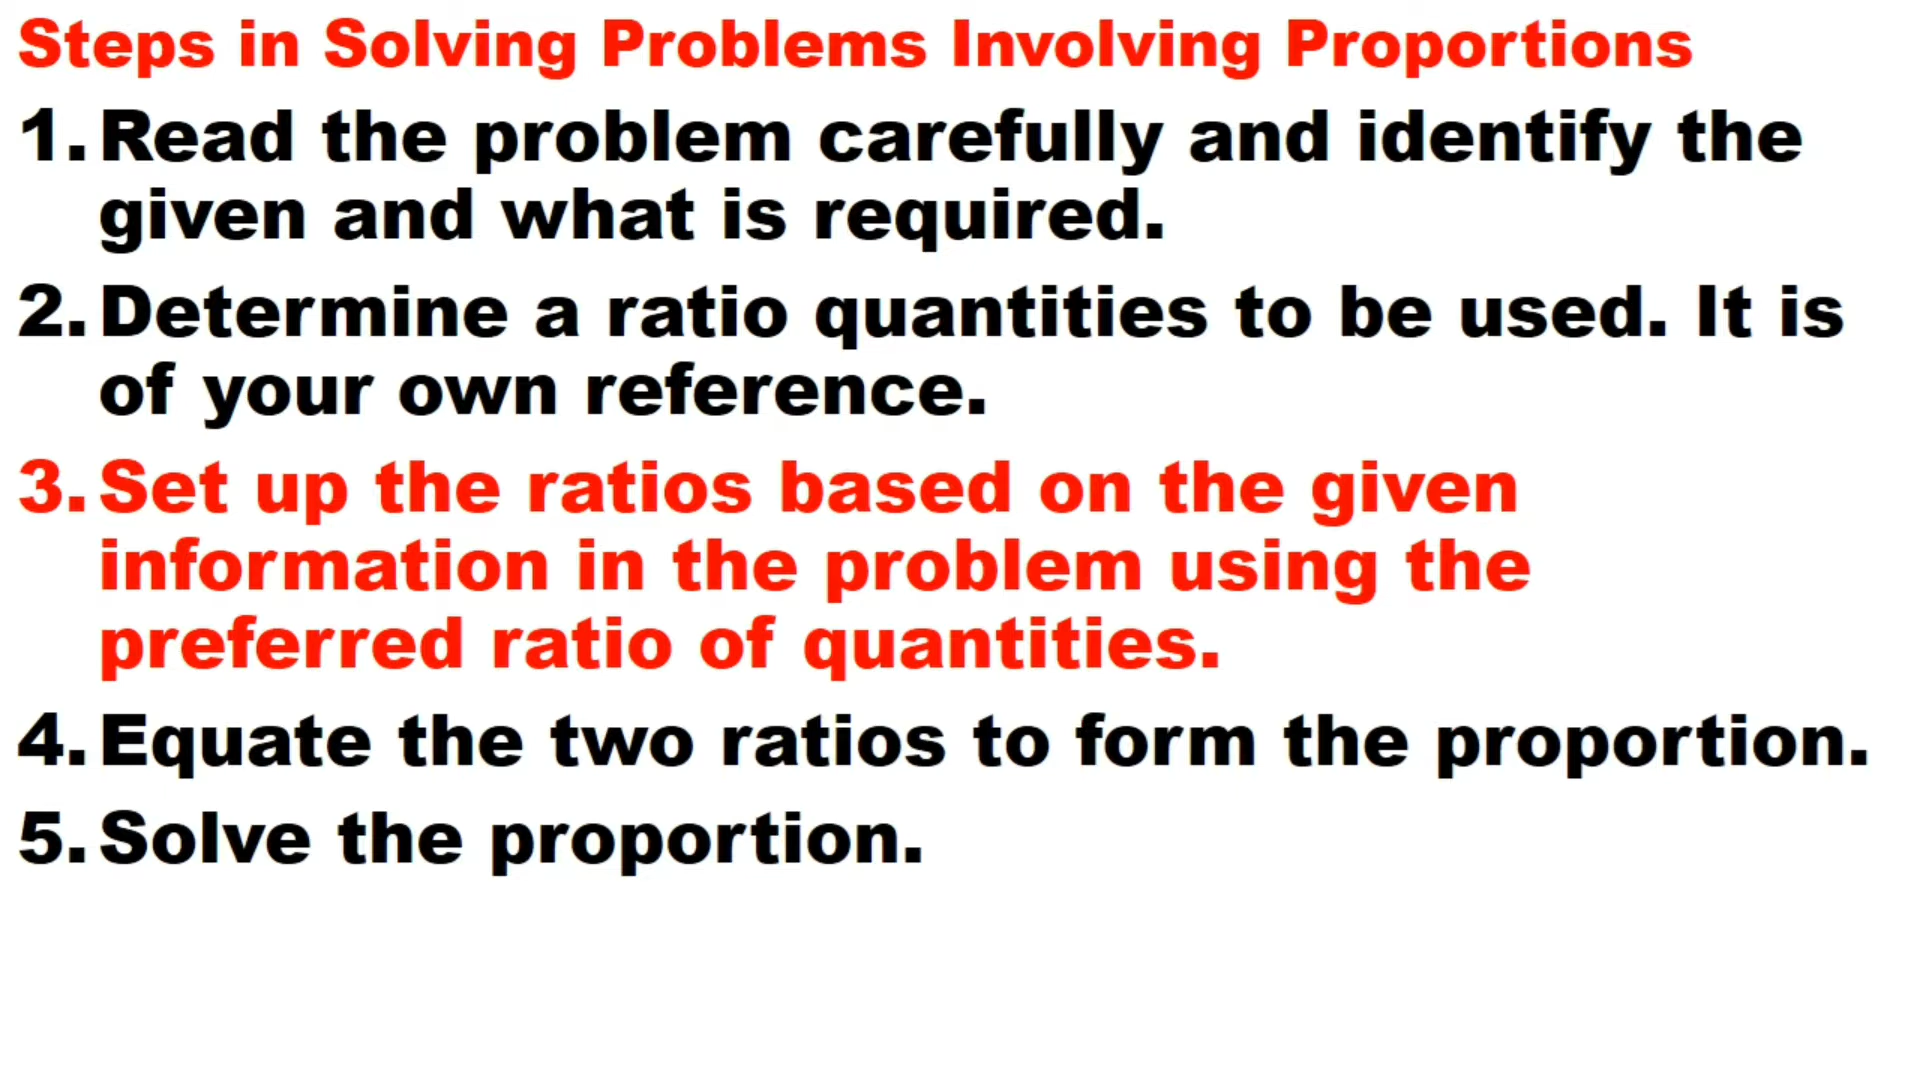 Steps in Solving Problems Involving Proportions
1. Read the problem carefully and identify the
given and what is required.
2. Determine a ratio quantities to be used. It is
of your own reference.
3. Set up the ratios based on the given
information in the problem using the
preferred ratio of quantities.
4. Equate the two ratios to form the proportion.
5. Solve the proportion.